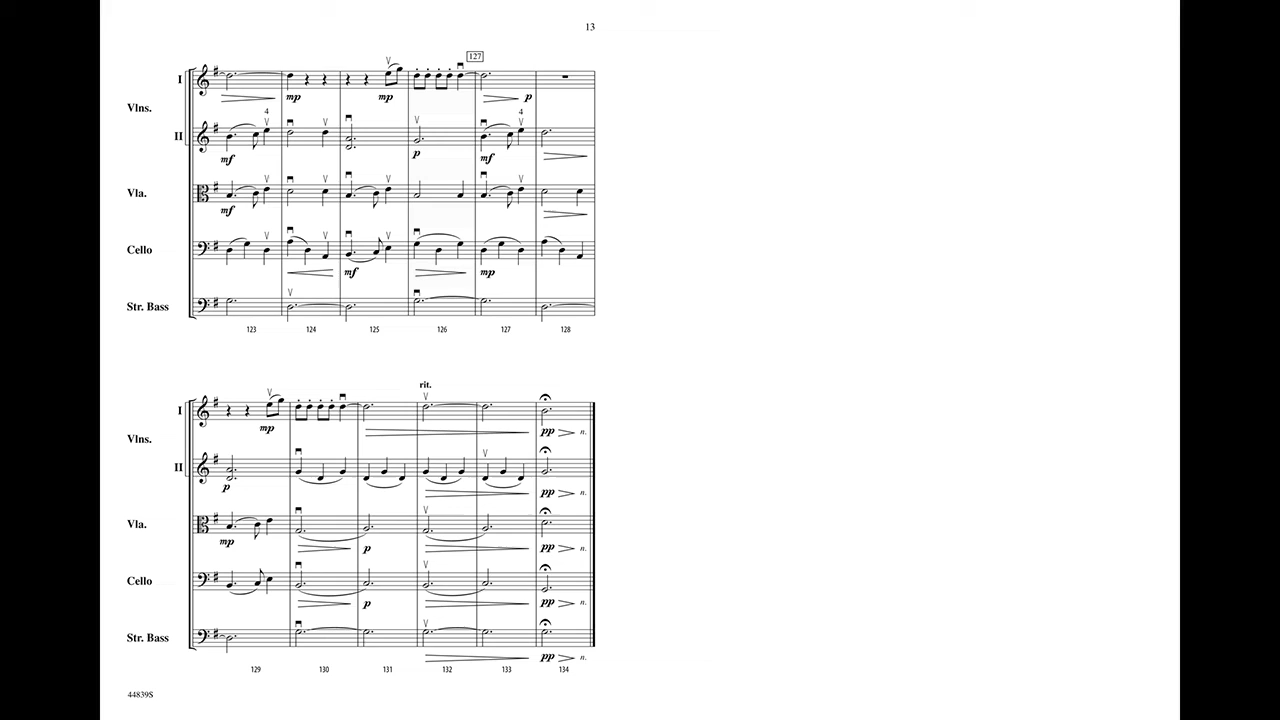 13
127
I
Vlns.
mp mp p
4 4
II
mf p mf
Vla.
mf
Cello
mf mp
Str. Bass
123 124 125 126 127 128
rit.
I
Vlns.
mp pp n.
II
p pp n.
Vla.
mp p pp n.
Cello
p pp n.
Str. Bass
pp n.
129 130 131 132 133 134
44839S